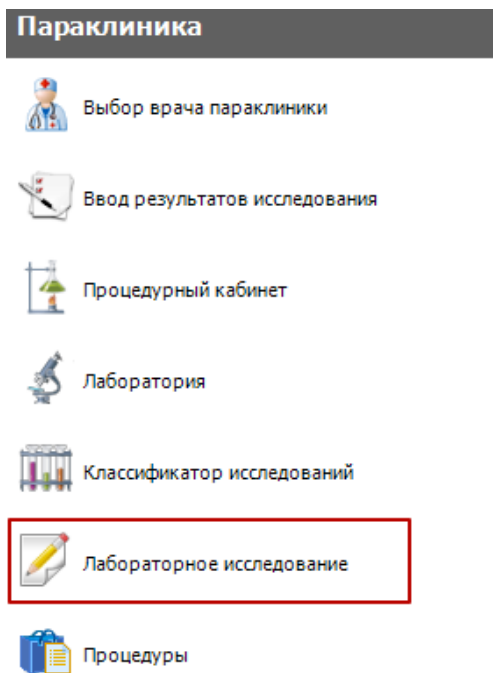 Параклиника
Выбор врача параклиники
Ввод результатов исследования
Процедурный кабинет
Лаборатория
Классификатор исследований
Лабораторное исследование
Процедуры